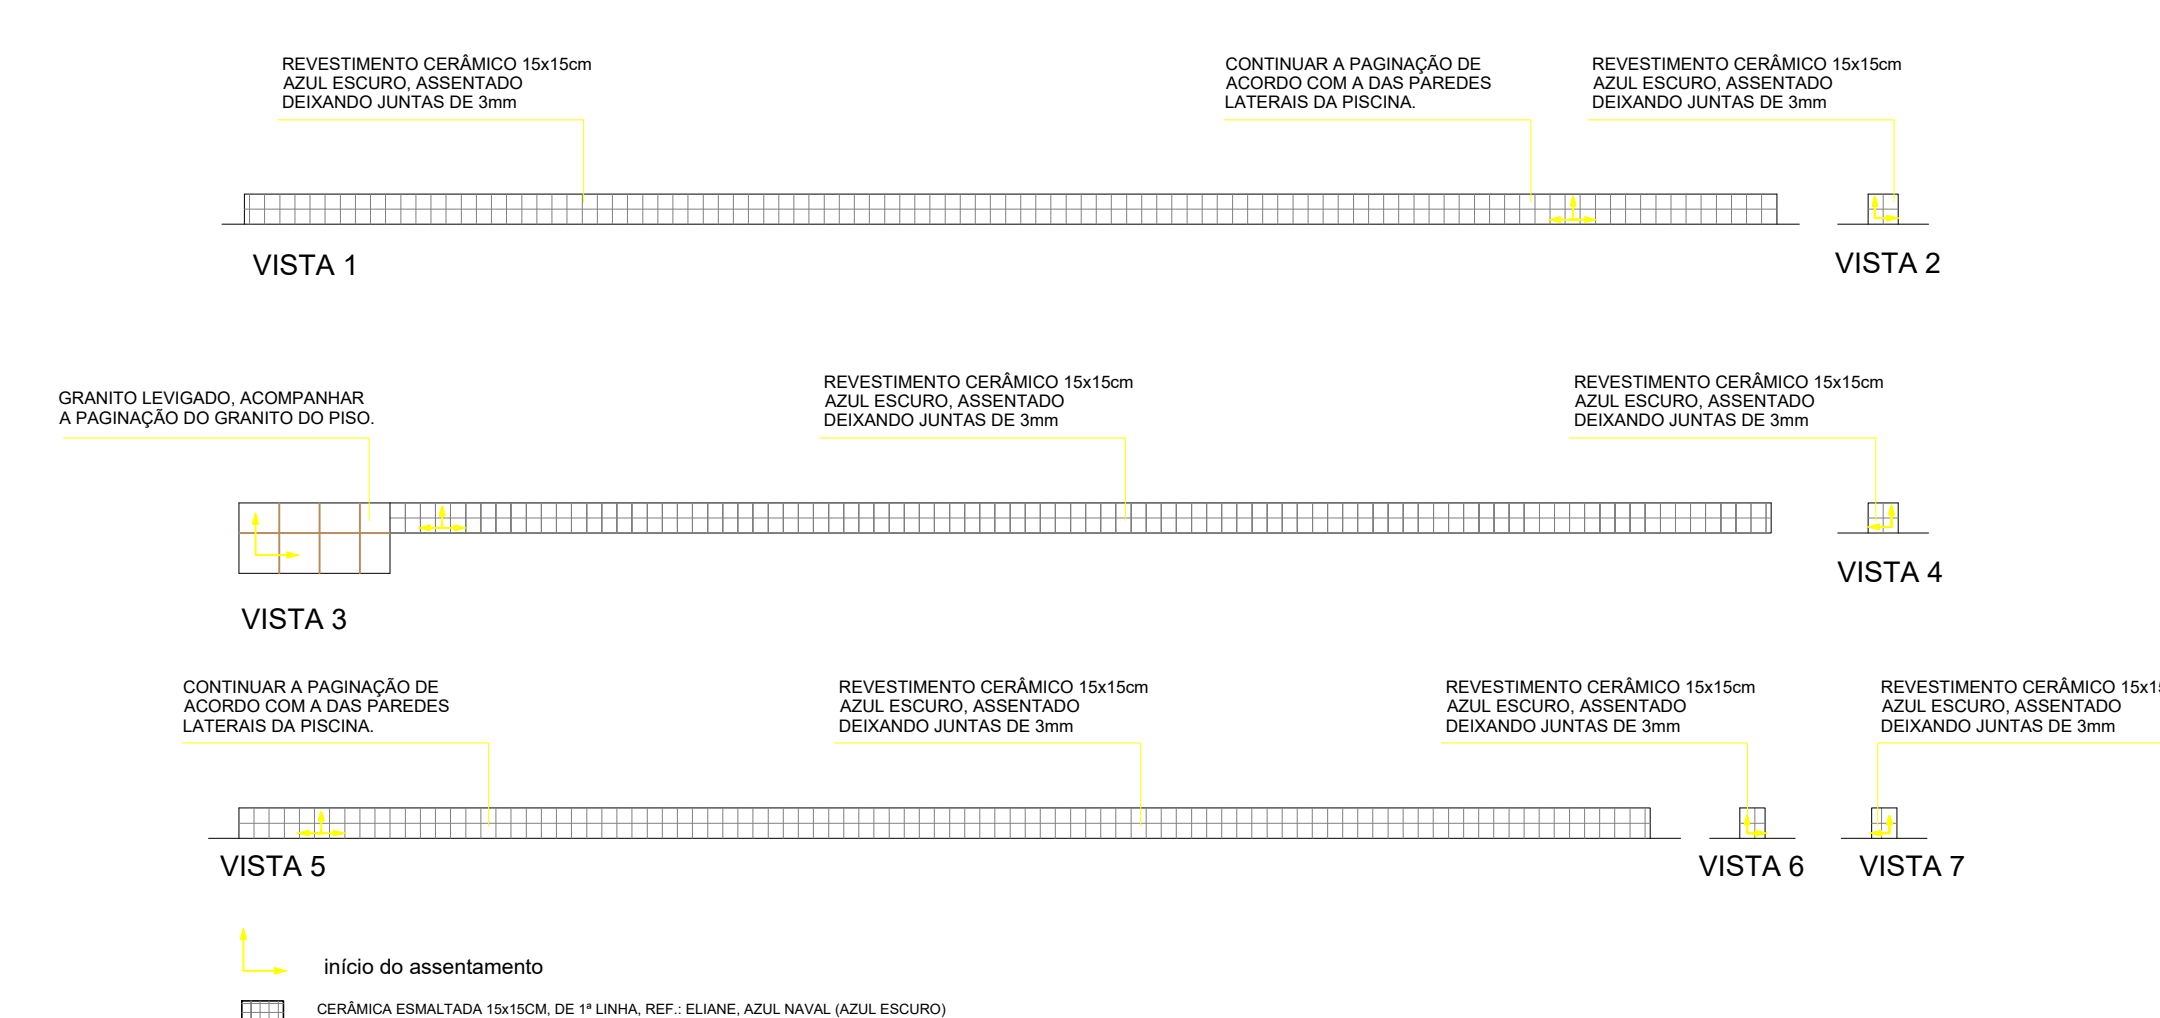 REVESTIMENTO CERÂMICO 15x15cm
AZUL ESCURO, ASSENTADO
DEIXANDO JUNTAS DE 3mm
CONTINUAR A PAGINAÇÃO DE
ACORDO COM A DAS PAREDES
LATERAIS DA PISCINA.
REVESTIMENTO CERÂMICO 15x15cm
AZUL ESCURO, ASSENTADO
DEIXANDO JUNTAS DE 3mm
VISTA 1
VISTA 2
GRANITO LEVIGADO, ACOMPANHAR
A PAGINAÇÃO DO GRANITO DO PISO.
REVESTIMENTO CERÂMICO 15x15cm
AZUL ESCURO, ASSENTADO
DEIXANDO JUNTAS DE 3mm
REVESTIMENTO CERÂMICO 15x15cm
AZUL ESCURO, ASSENTADO
DEIXANDO JUNTAS DE 3mm
VISTA 3
VISTA 4
CONTINUAR A PAGINAÇÃO DE
ACORDO COM A DAS PAREDES
LATERAIS DA PISCINA.
REVESTIMENTO CERÂMICO 15x15cm
AZUL ESCURO, ASSENTADO
DEIXANDO JUNTAS DE 3mm
REVESTIMENTO CERÂMICO 15x15cm
AZUL ESCURO, ASSENTADO
DEIXANDO JUNTAS DE 3mm
REVESTIMENTO CERÂMICO
AZUL ESCURO, ASSENTADO
DEIXANDO JUNTAS DE 3mm
VISTA 5
VISTA 6
VISTA 7
início do assentamento
CERÂMICA ESMALTADA 15x15CM, DE 1ª LINHA, REF.: ELIANE, AZUL NAVAL (AZUL ESCURO)